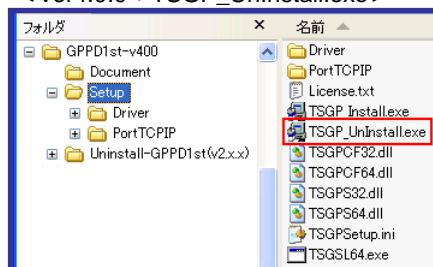 フォルダ
GPPD1st-v400
Document
Setup
Driver
PortTCPIP
Uninstall-GPPD1st(v2.x.x)
名前
Driver
PortTCPIP
License.txt
TSGP Install.exe
TSGP_UnInstall.exe
TSGPCF32.dll
TSGPCF64.dll
TSGPS32.dll
TSGPS64.dll
TSGPSetup.ini
TSGSL64.exe